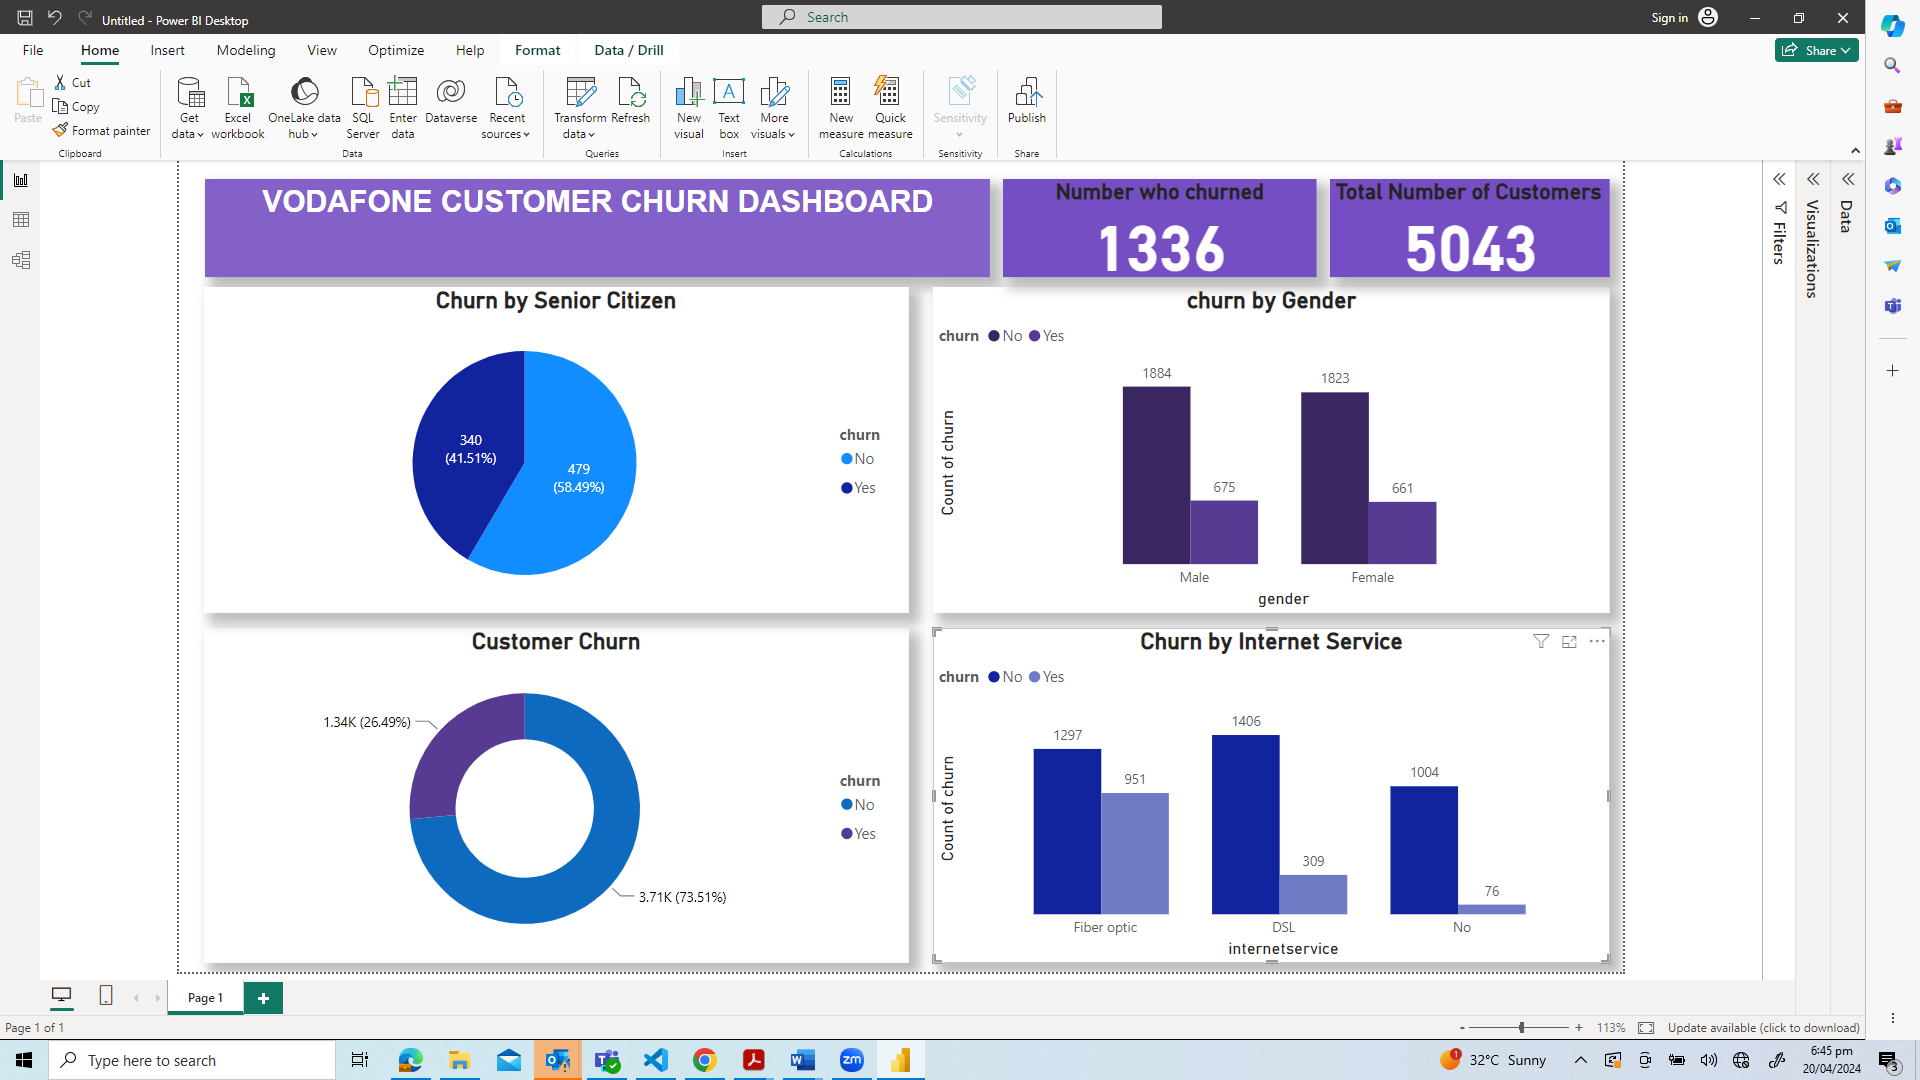 Untitled - Power BI Desktop
Search
Sign in
File Home Insert Modeling View Optimize Help Format Data / Drill
Share
Paste
Cut
Copy
Format painter
Clipboard
Get data
Excel workbook
OneLake data hub
SQL Server
Enter data
Dataverse
Recent sources
Data
Transform data
Refresh
Queries
New visual
Text box
More visuals
Insert
New measure
Quick measure
Calculations
Sensitivity
Sensitivity
Publish
Share
VODAFONE CUSTOMER CHURN DASHBOARD
Number who churned
1336
Total Number of Customers
5043
Filters
Visualizations
Data
Churn by Senior Citizen
340
(41.51%)
479
(58.49%)
churn
No
Yes
churn by Gender
churn No Yes
1884
675
1823
661
Count of churn
Male
Female
gender
Customer Churn
1.34K (26.49%)
3.71K (73.51%)
churn
No
Yes
Churn by Internet Service
churn No Yes
1297
951
1406
309
1004
76
Count of churn
Fiber optic
DSL
No
internetservice
Page 1
Page 1 of 1
- + 113%
Update available (click to download)
Type here to search
zm
1
32°C Sunny
6:45 pm
20/04/2024
3